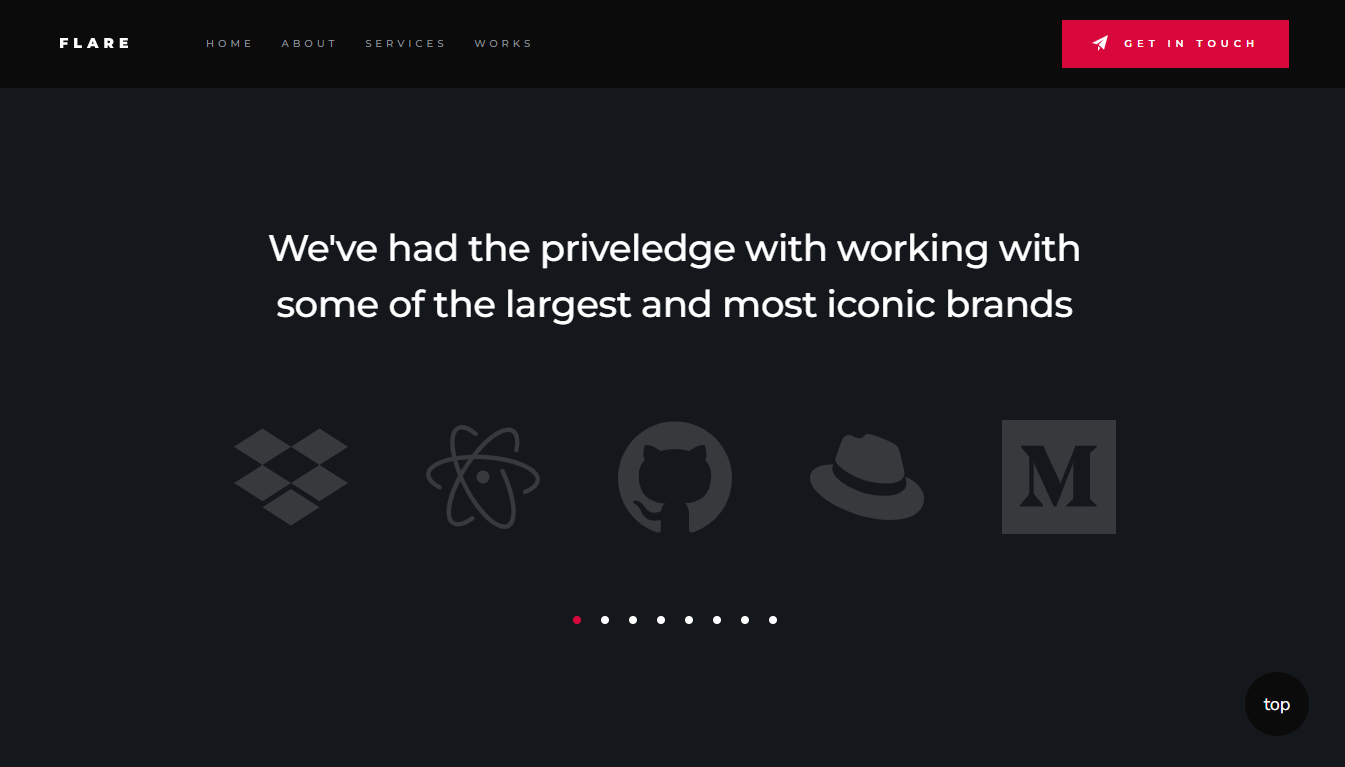 FLARE
HOME ABOUT SERVICES WORKS
GET IN TOUCH
We've had the priveledge with working with
some of the largest and most iconic brands
M
top